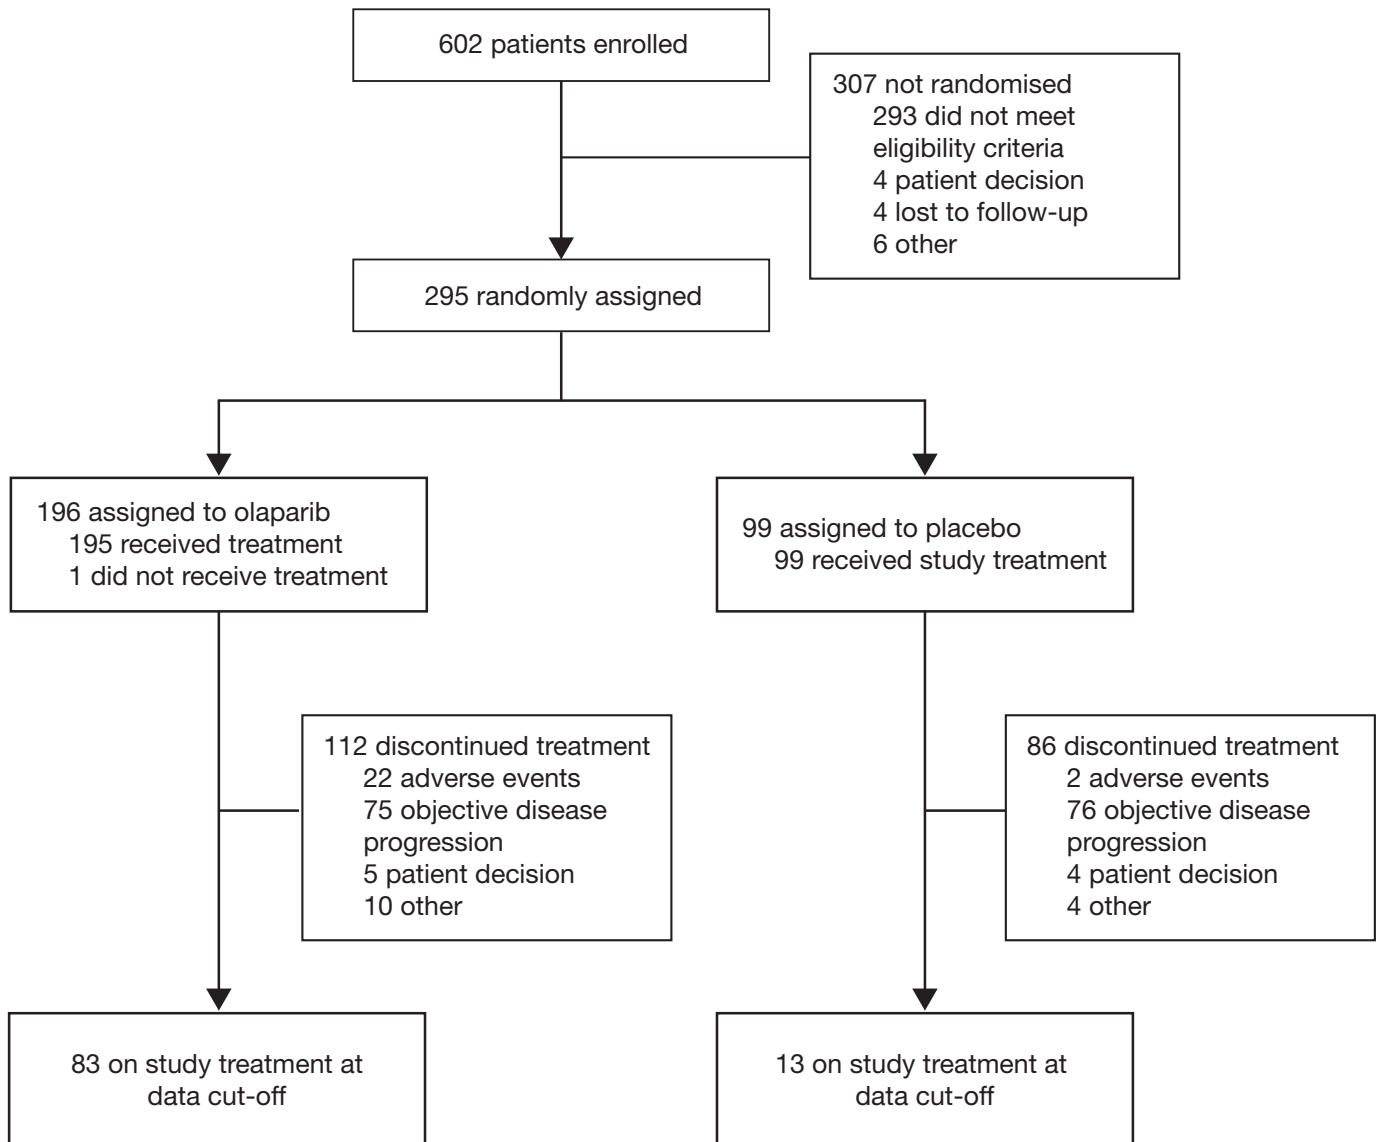 602 patients enrolled
307 not randomised
293 did not meet
eligibility criteria
4 patient decision
4 lost to follow-up
6 other
295 randomly assigned
196 assigned to olaparib
195 received treatment
1 did not receive treatment
99 assigned to placebo
99 received study treatment
112 discontinued treatment
22 adverse events
75 objective disease
progression
5 patient decision
10 other
86 discontinued treatment
2 adverse events
76 objective disease
progression
4 patient decision
4 other
83 on study treatment at
data cut-off
13 on study treatment at
data cut-off